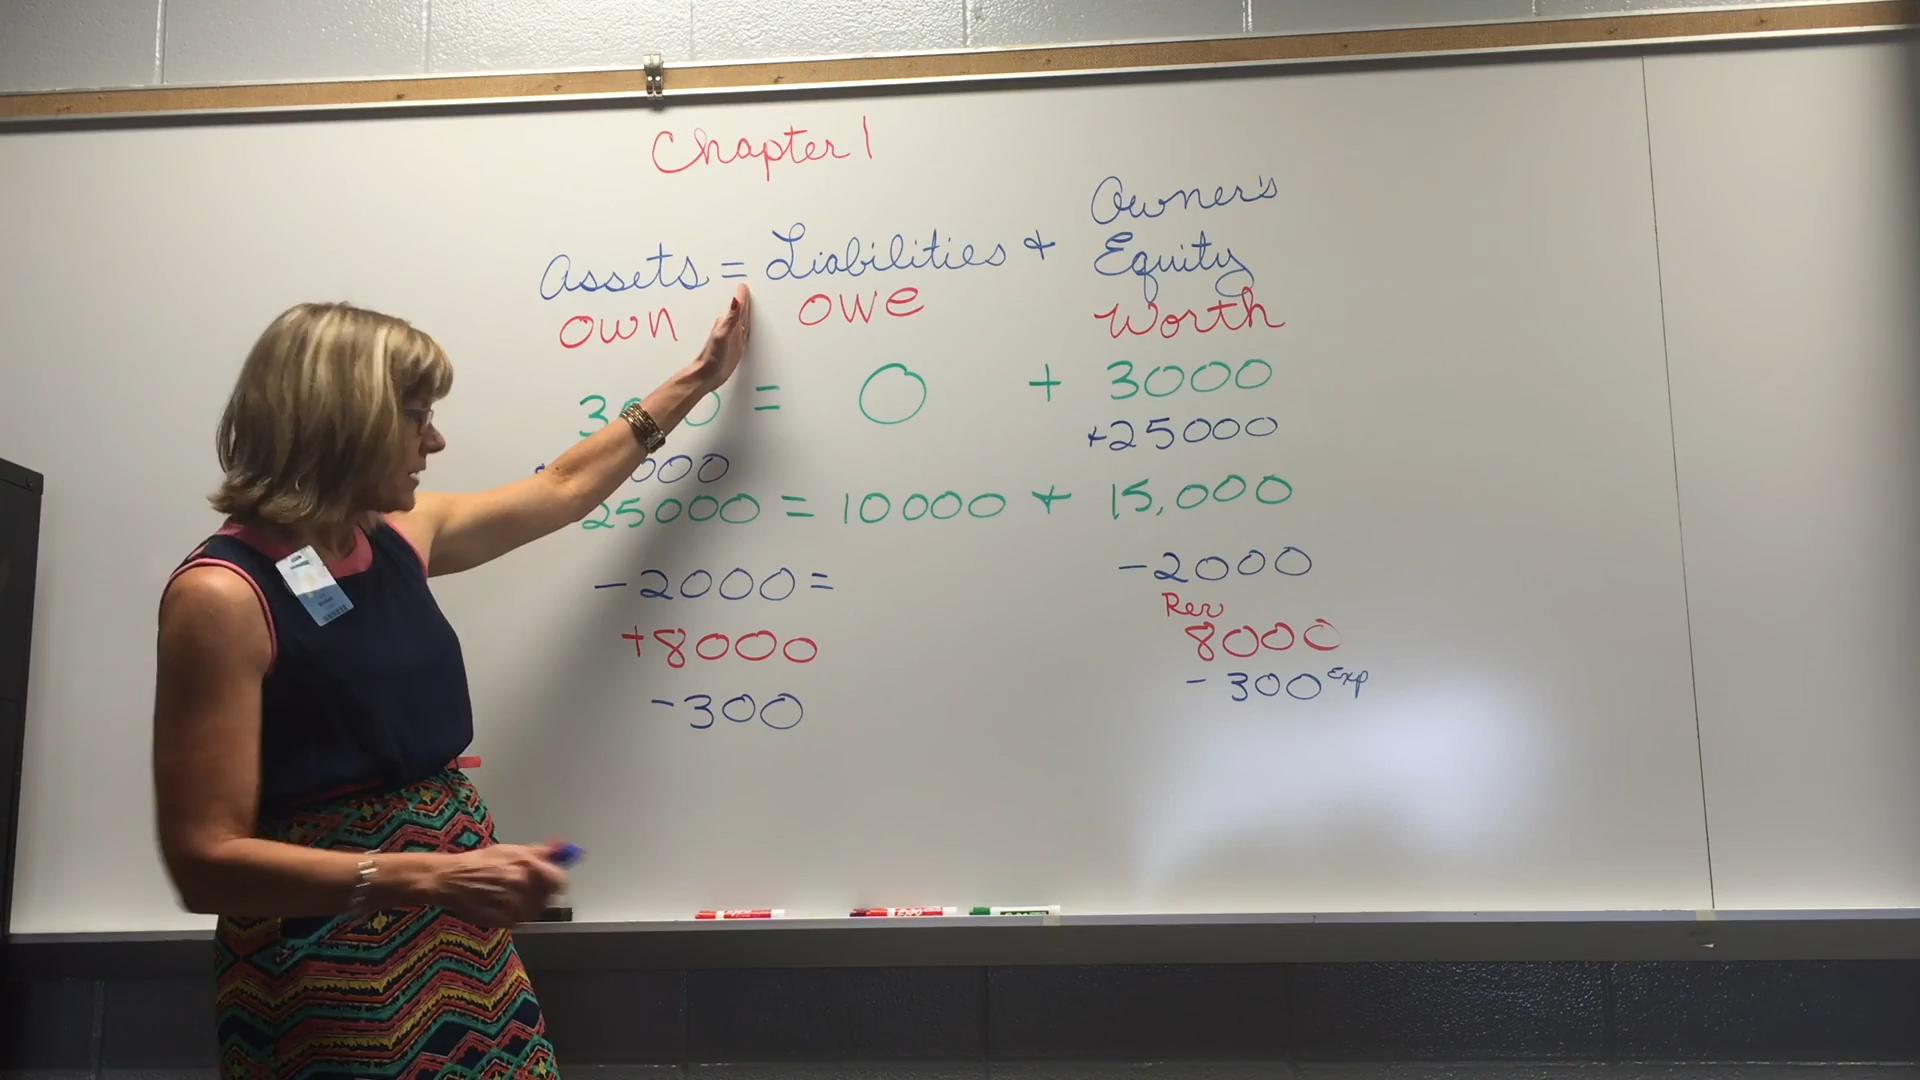 Chapter 1
Owner's
Assets = Liabilities + Equity
own owe Worth
= 0 + 3000
+25000
25000 = 10000 + 15,000
-2000 = -2000
Rev
+8000 8000
-300 -300 Exp